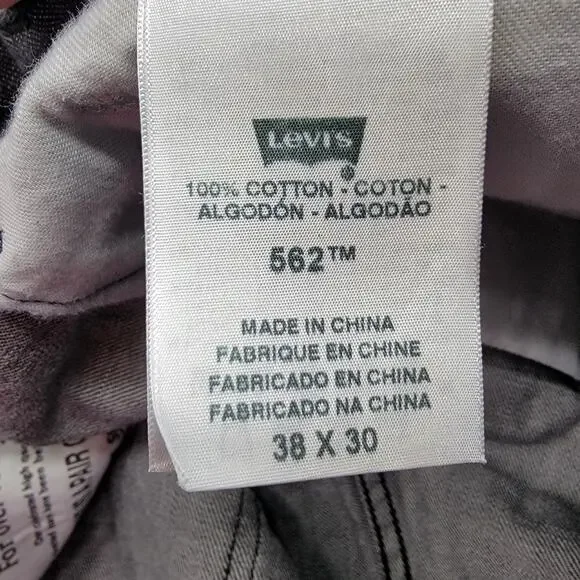 Levi's
100% COTTON - COTON -
ALGODÓN - ALGODÃO
562™
MADE IN CHINA
FABRIQUE EN CHINE
FABRICADO EN CHINA
FABRICADO NA CHINA
38 X 30